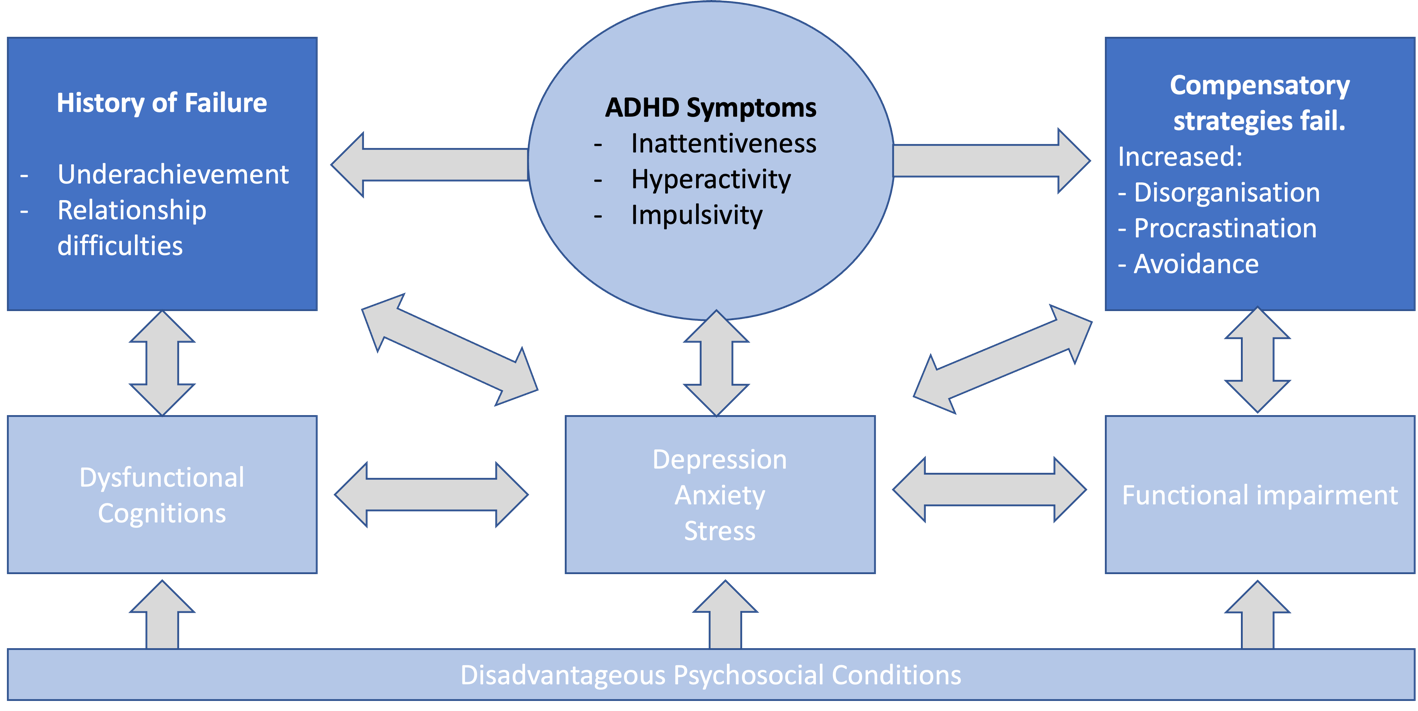 History of Failure
- Underachievement
- Relationship
difficulties
ADHD Symptoms
- Inattentiveness
- Hyperactivity
- Impulsivity
Compensatory
strategies fail.
Increased:
- Disorganisation
- Procrastination
- Avoidance
Dysfunctional
Cognitions
Depression
Anxiety
Stress
Functional impairment
Disadvantageous Psychosocial Conditions